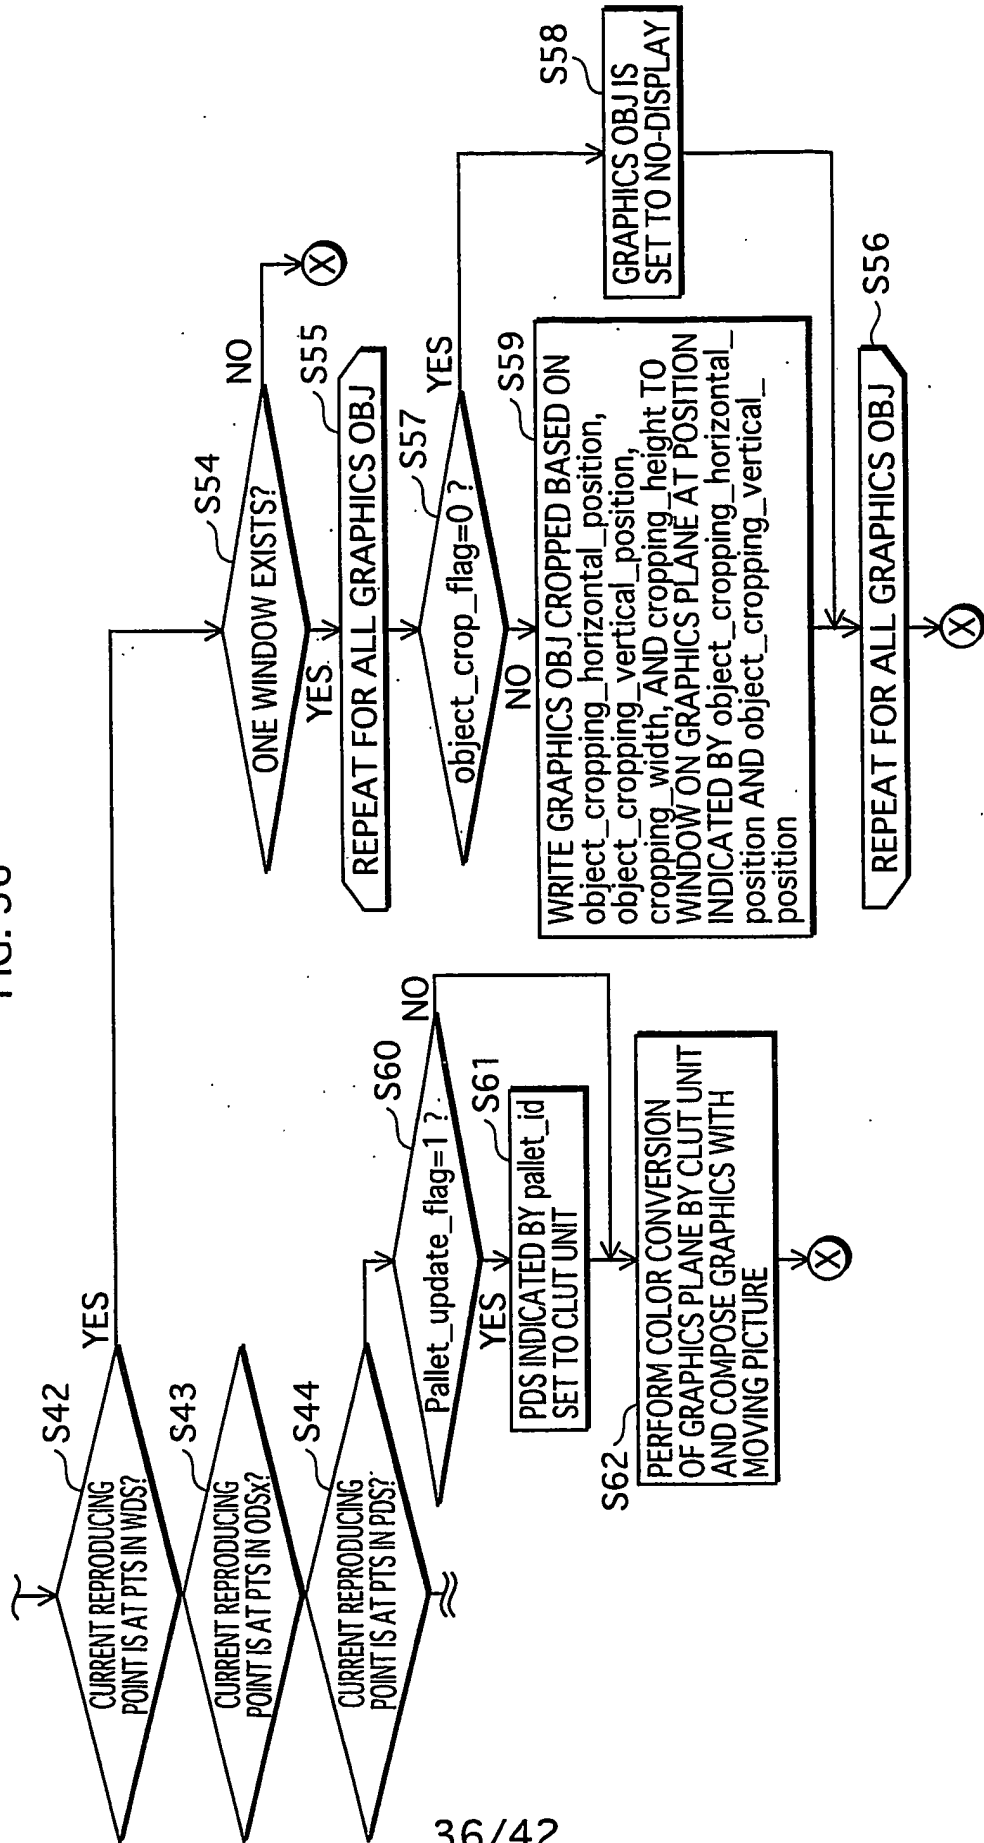 FIG. 36
S42
CURRENT REPRODUCING
POINT IS AT PTS IN WDS?
YES
S43
CURRENT REPRODUCING
POINT IS AT PTS IN ODSx?
S44
CURRENT REPRODUCING
POINT IS AT PTS IN PDS?
S60
Pallet_update_flag=1 ?
NO
YES
S61
PDS INDICATED BY pallet_id
SET TO CLUT UNIT
S62
PERFORM COLOR CONVERSION
OF GRAPHICS PLANE BY CLUT UNIT
AND COMPOSE GRAPHICS WITH
MOVING PICTURE
X
S54
ONE WINDOW EXISTS?
NO
X
YES
S55
REPEAT FOR ALL GRAPHICS OBJ
S57
object_crop_flag=0 ?
YES
NO
S58
GRAPHICS OBJ IS
SET TO NO-DISPLAY
S59
WRITE GRAPHICS OBJ CROPPED BASED ON
object_cropping_horizontal_position,
object_cropping_vertical_position,
cropping_width, AND cropping_height TO
WINDOW ON GRAPHICS PLANE AT POSITION
INDICATED BY object_cropping_horizontal_
position AND object_cropping_vertical_
position
S56
REPEAT FOR ALL GRAPHICS OBJ
X
36/42